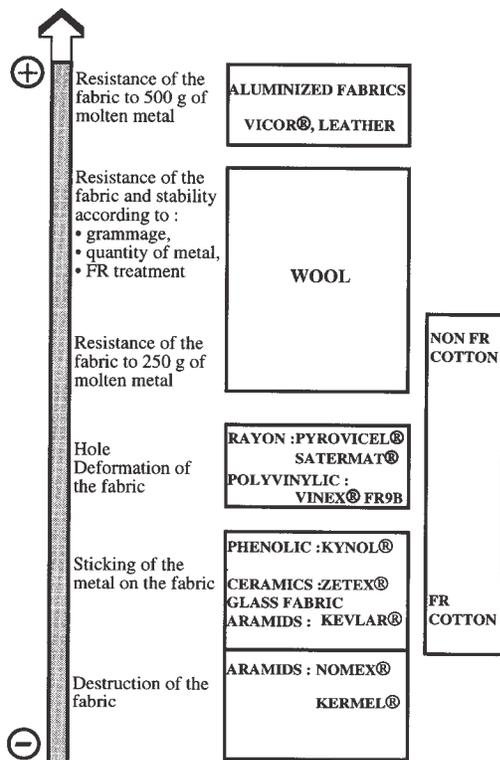 +
Resistance of the
fabric to 500 g of
molten metal
ALUMINIZED FABRICS
VICOR®, LEATHER
Resistance of the
fabric and stability
according to :
• grammage,
• quantity of metal,
• FR treatment
WOOL
Resistance of the
fabric to 250 g of
molten metal
NON FR
COTTON
Hole
Deformation of
the fabric
RAYON :PYROVICEL®
SATERMAT®
POLYVINYLIC :
VINEX® FR9B
Sticking of the
metal on the fabric
PHENOLIC :KYNOL®
CERAMICS :ZETEX®
GLASS FABRIC
ARAMIDS : KEVLAR®
FR
COTTON
Destruction of the
fabric
ARAMIDS : NOMEX®
KERMEL®
−